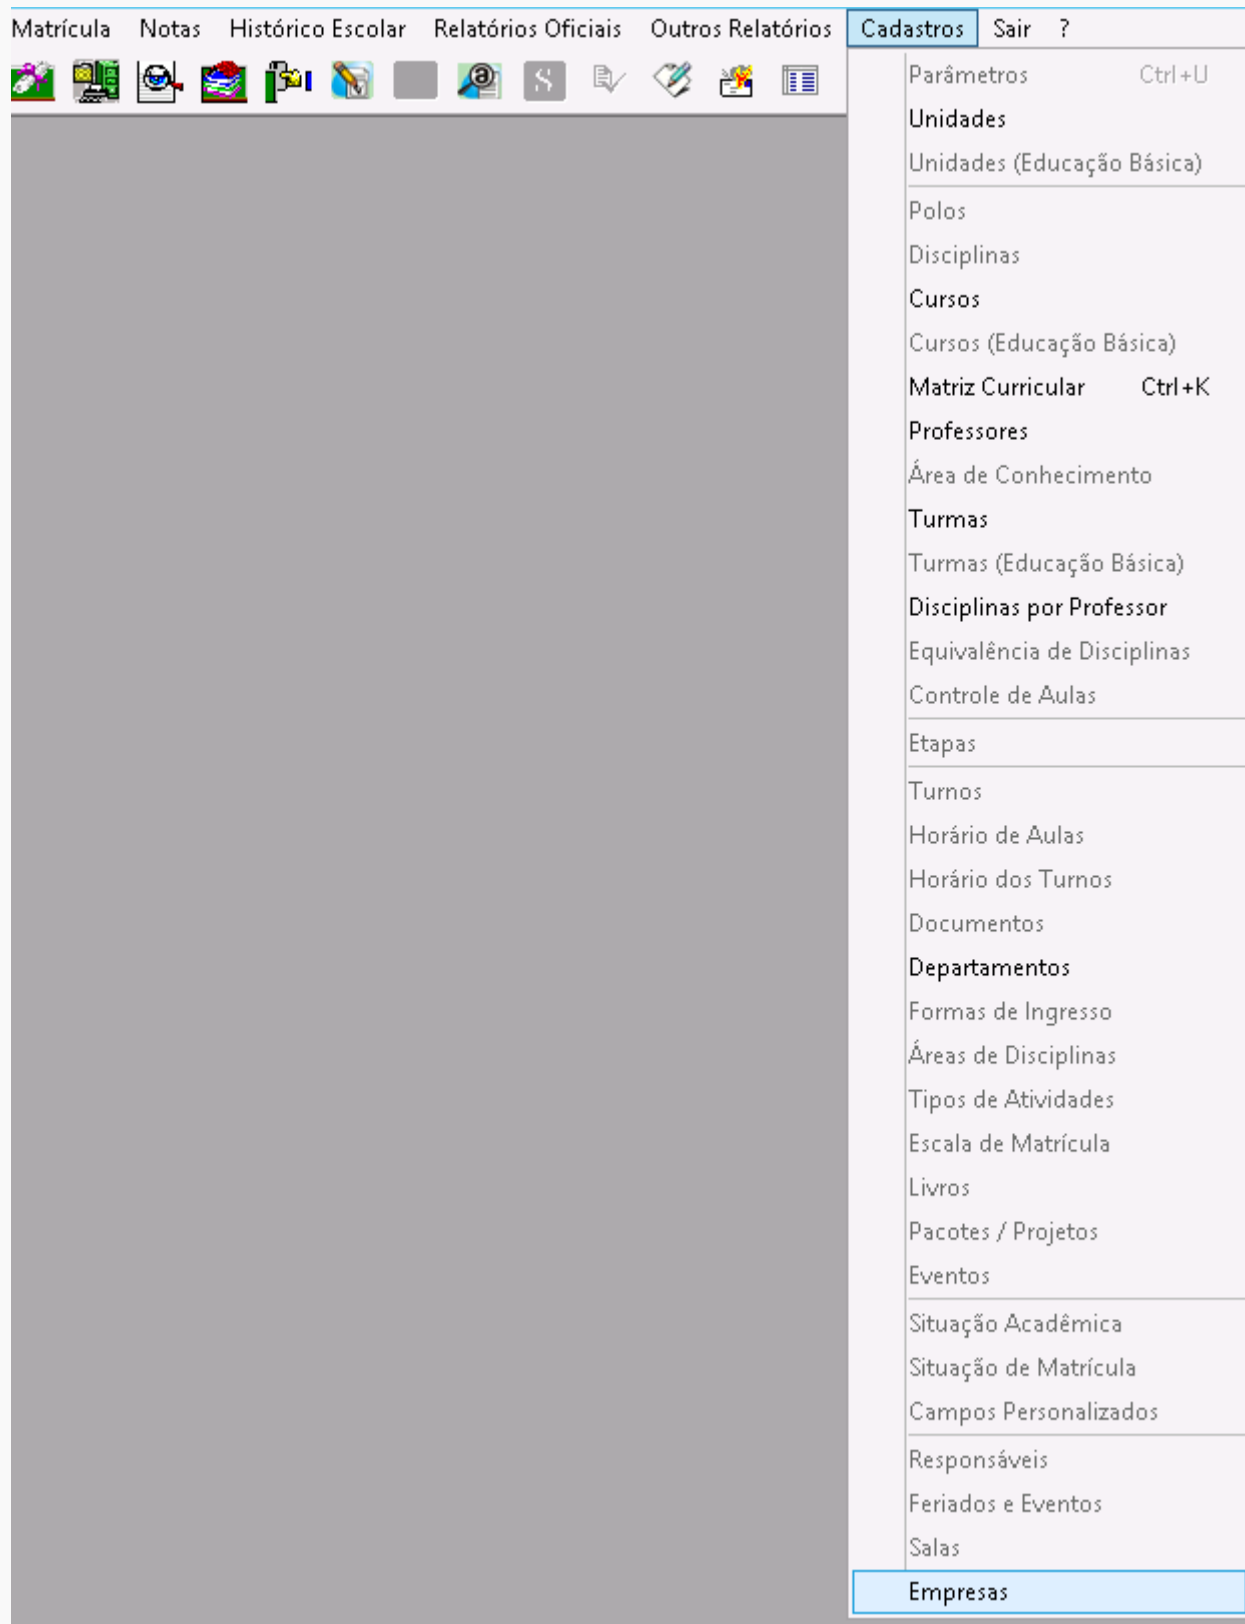 Matrícula Notas Histórico Escolar Relatórios Oficiais Outros Relatórios Cadastros Sair ?
Parâmetros Ctrl+U
Unidades
Unidades (Educação Básica)
Polos
Disciplinas
Cursos
Cursos (Educação Básica)
Matriz Curricular Ctrl+K
Professores
Área de Conhecimento
Turmas
Turmas (Educação Básica)
Disciplinas por Professor
Equivalência de Disciplinas
Controle de Aulas
Etapas
Turnos
Horário de Aulas
Horário dos Turnos
Documentos
Departamentos
Formas de Ingresso
Áreas de Disciplinas
Tipos de Atividades
Escala de Matrícula
Livros
Pacotes / Projetos
Eventos
Situação Acadêmica
Situação de Matrícula
Campos Personalizados
Responsáveis
Feriados e Eventos
Salas
Empresas